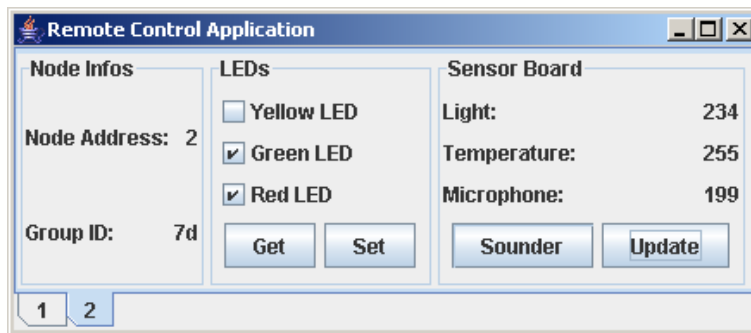 Remote Control Application
Node Infos
Node Address: 2
Group ID: 7d
LEDs
Yellow LED
Green LED
Red LED
Get Set
Sensor Board
Light: 234
Temperature: 255
Microphone: 199
Sounder Update
1 2